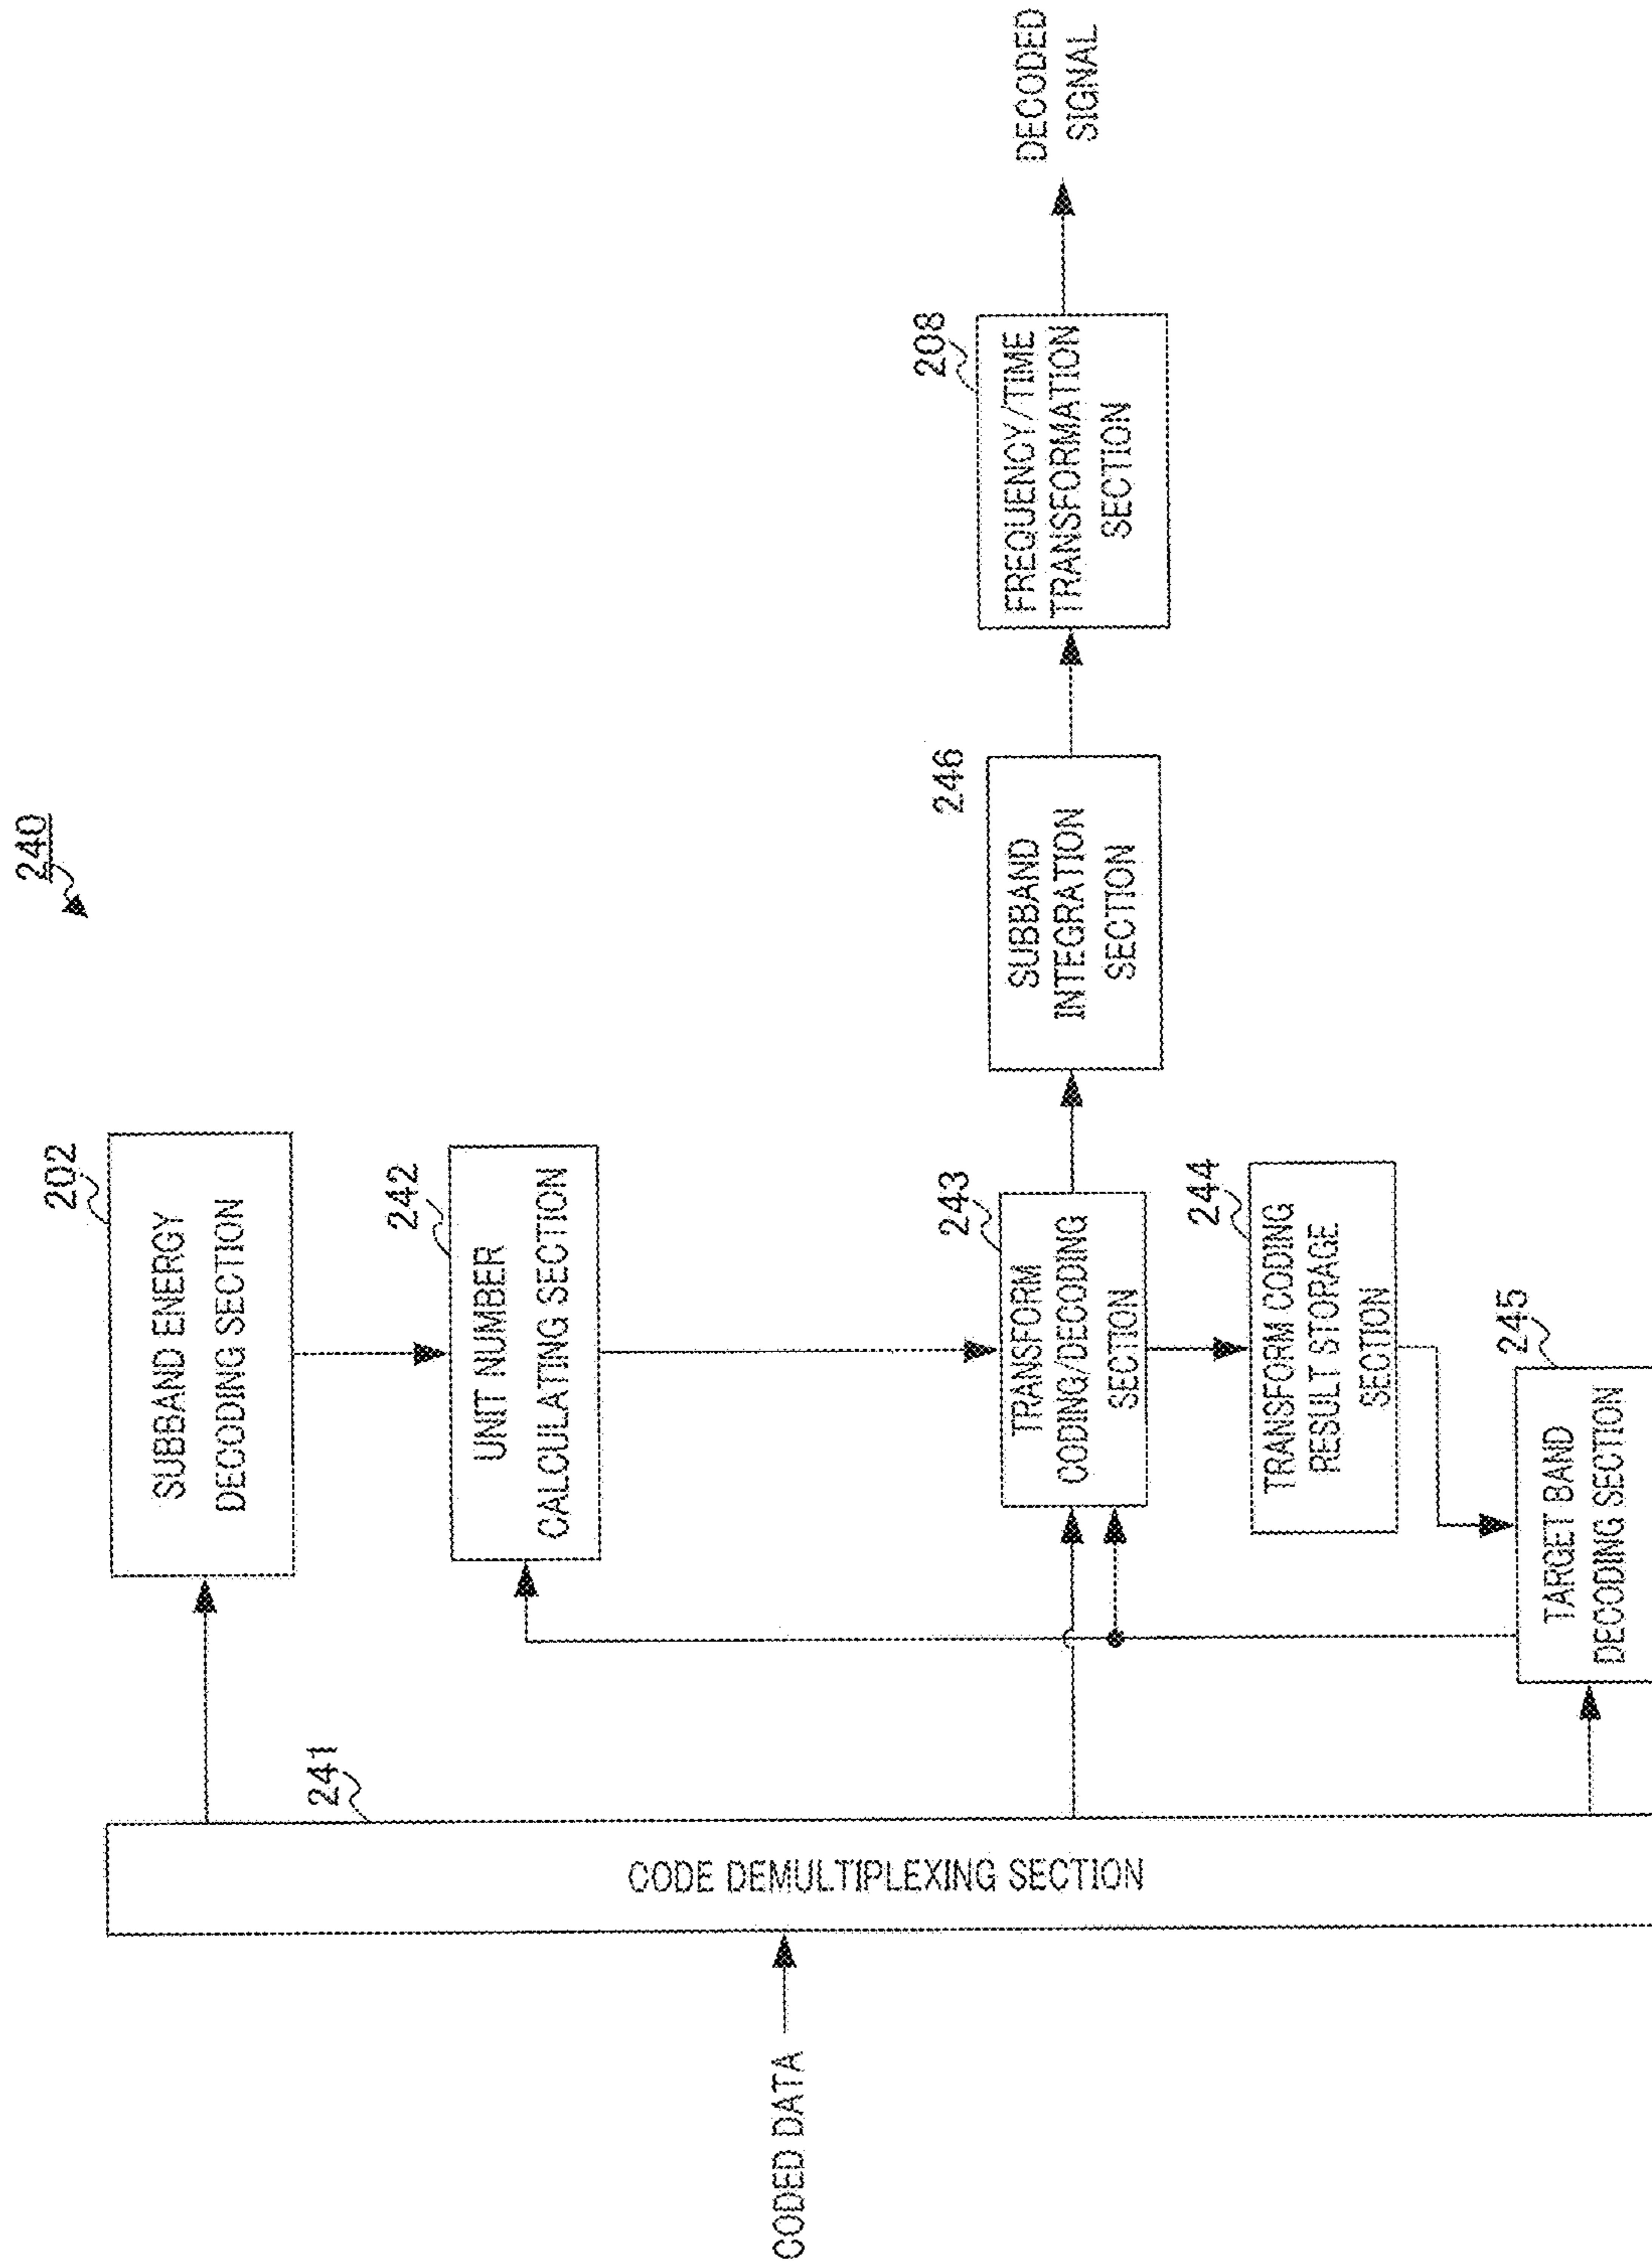 240
CODED DATA
241
CODE DEMULTIPLEXING SECTION
202
SUBBAND ENERGY
DECODING SECTION
242
UNIT NUMBER
CALCULATING SECTION
243
TRANSFORM
CODING/DECODING
SECTION
244
TRANSFORM CODING
RESULT STORAGE
SECTION
245
TARGET BAND
DECODING SECTION
246
SUBBAND
INTEGRATION
SECTION
208
FREQUENCY/TIME
TRANSFORMATION
SECTION
DECODED
SIGNAL